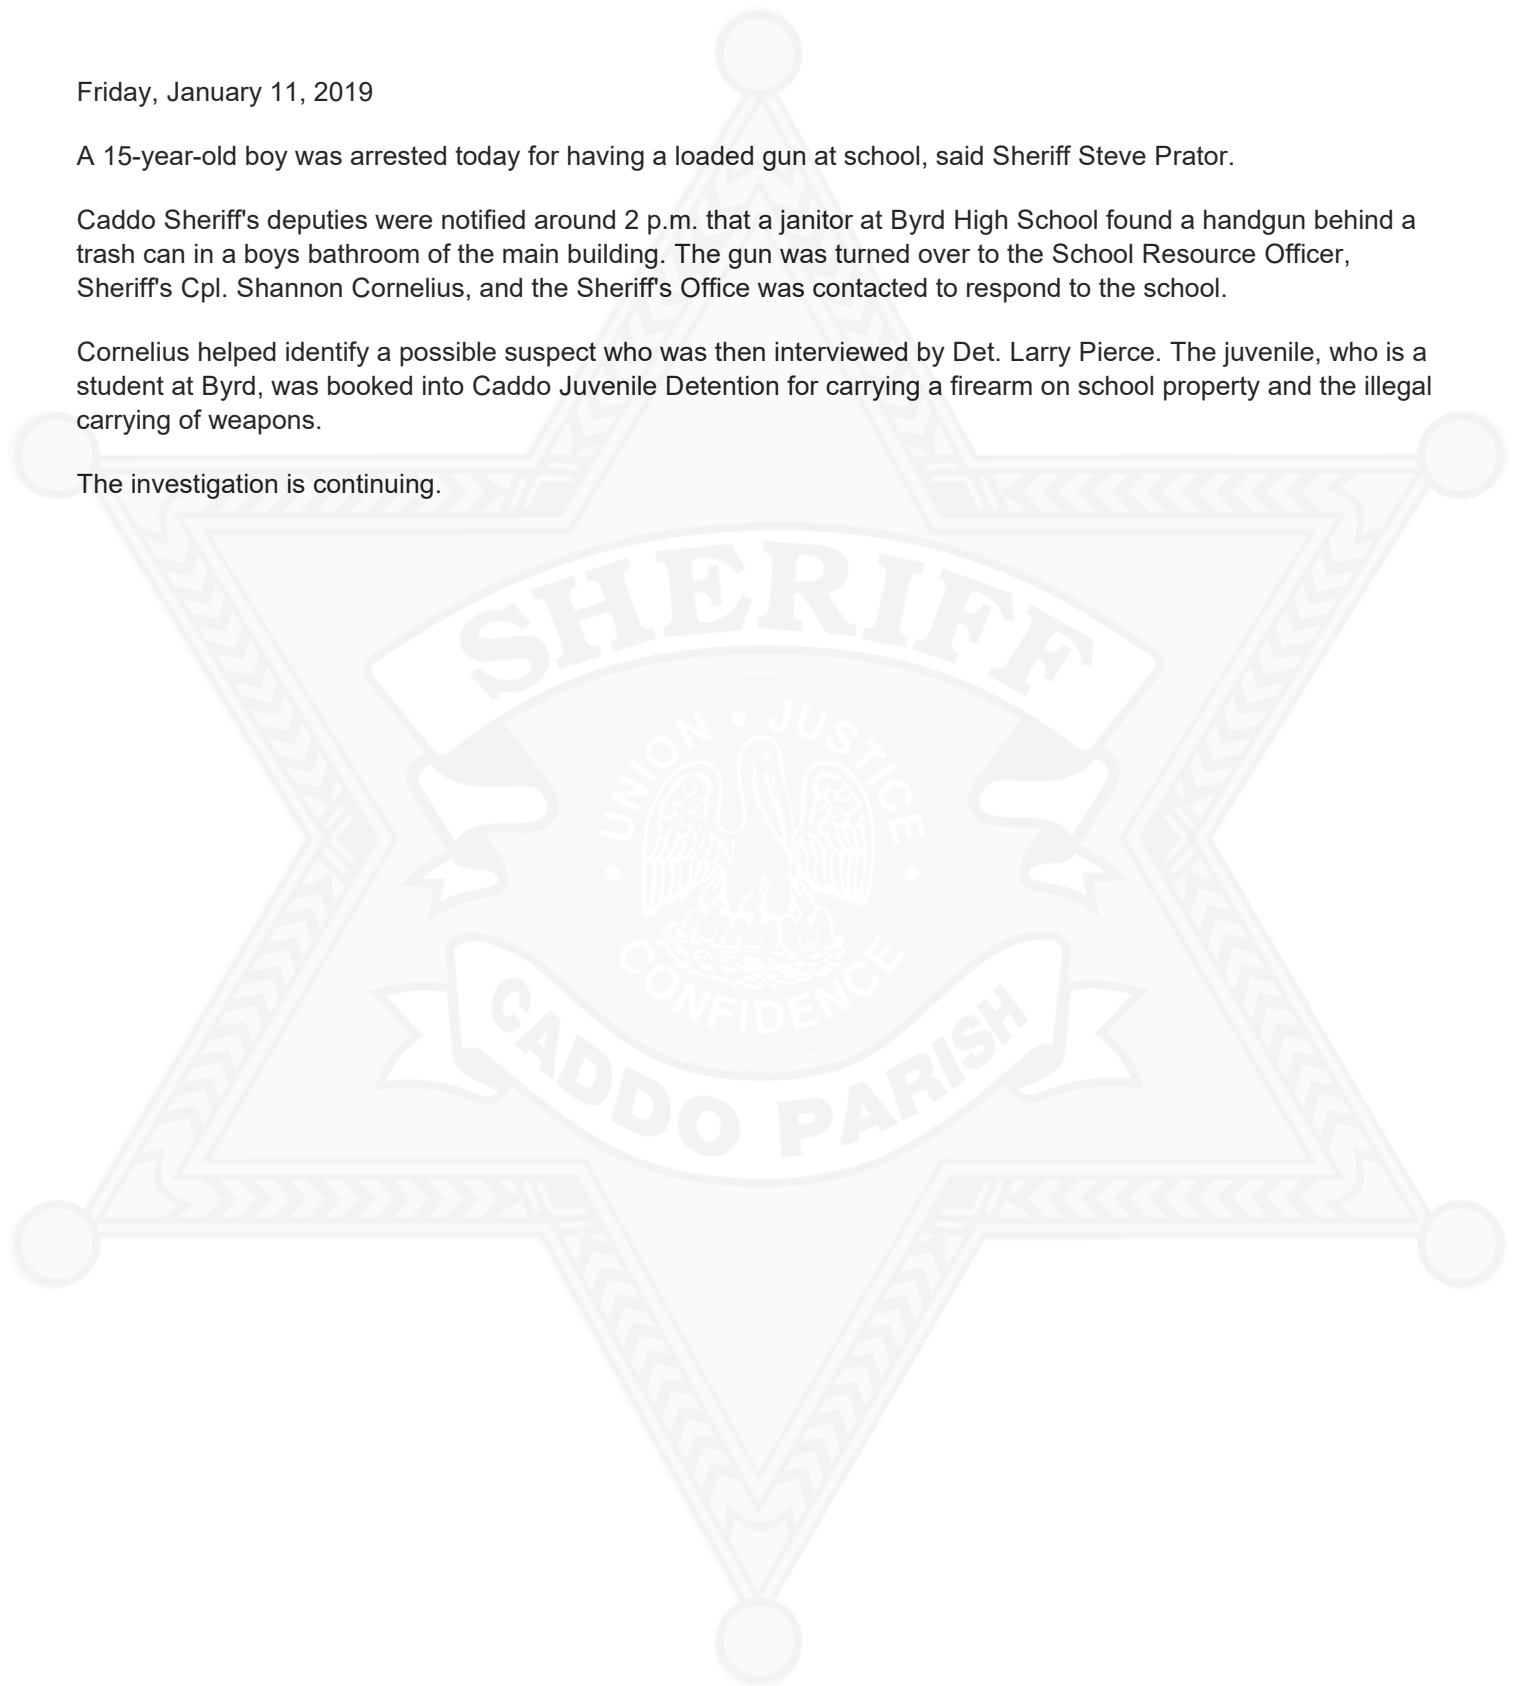 Friday, January 11, 2019
A 15-year-old boy was arrested today for having a loaded gun at school, said Sheriff Steve Prator.
Caddo Sheriff's deputies were notified around 2 p.m. that a janitor at Byrd High School found a handgun behind a
trash can in a boys bathroom of the main building. The gun was turned over to the School Resource Officer,
Sheriff's Cpl. Shannon Cornelius, and the Sheriff's Office was contacted to respond to the school.
Cornelius helped identify a possible suspect who was then interviewed by Det. Larry Pierce. The juvenile, who is a
student at Byrd, was booked into Caddo Juvenile Detention for carrying a firearm on school property and the illegal
carrying of weapons.
The investigation is continuing.
SHERIFF
UNION • JUSTICE
• CONFIDENCE •
CADDO PARISH